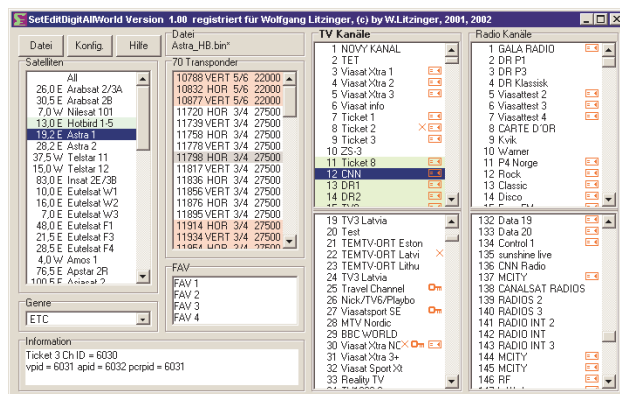 SetEditDigitAllWorld Version 1.00 registriert für Wolfgang Litzinger, (c) by W.Litzinger, 2001, 2002
Datei Konfig. Hilfe
Datei
Astra_HB.bin*
Satelliten
All
26,0 E Arabsat 2/3A
30,5 E Arabsat 2B
7,0 W Nilesat 101
13,0 E Hotbird 1-5
19,2 E Astra 1
28,2 E Astra 2
37,5 W Telstar 11
15,0 W Telstar 12
83,0 E Insat 2E/3B
10,0 E Eutelsat W1
16,0 E Eutelsat W2
7,0 E Eutelsat W3
48,0 E Eutelsat F1
21,5 E Eutelsat F3
28,5 E Eutelsat F4
4,0 W Amos 1
76,5 E Apstar 2R
100,5 E Asiasat 2
Genre
ETC
70 Transponder
10788 VERT 5/6 22000
10832 HOR 5/6 22000
10877 VERT 5/6 22000
11720 HOR 3/4 27500
11739 VERT 3/4 27500
11758 HOR 3/4 27500
11778 VERT 3/4 27500
11798 HOR 3/4 27500
11817 VERT 3/4 27500
11836 HOR 3/4 27500
11856 VERT 3/4 27500
11876 HOR 3/4 27500
11895 VERT 3/4 27500
11914 HOR 3/4 27500
11934 VERT 3/4 27500
11954 HOR 3/4 27500
FAV
FAV 1
FAV 2
FAV 3
FAV 4
Information
Ticket 3 Ch ID = 6030
vpid = 6031 apid = 6032 pcrpid = 6031
TV Kanäle
1 NOVY KANAL
2 TET
3 Viasat Xtra 1
4 Viasat Xtra 2
5 Viasat Xtra 3
6 Viasat info
7 Ticket 1
8 Ticket 2
9 Ticket 3
10 ZS-3
11 Ticket 8
12 CNN
13 DR1
14 DR2
19 TV3 Latvia
20 Test
21 TEMTV-ORT Eston
22 TEMTV-ORT Latvi
23 TEMTV-ORT Lithu
24 TV3 Latvia
25 Travel Channel
26 Nick/TV6/Playbo
27 Viasatsport SE
28 MTV Nordic
29 BBC WORLD
30 Viasat Xtra NC
31 Viasat Xtra 3+
32 Viasat Sport Xt
33 Reality TV
Radio Kanäle
1 GALA RADIO
2 DR P1
3 DR P3
4 DR Klassisk
5 Viasattest 2
6 Viasattest 3
7 Viasattest 4
8 CARTE D'OR
9 Kvik
10 Warner
11 P4 Norge
12 Rock
13 Classic
14 Disco
132 Data 19
133 Data 20
134 Control 1
135 sunshine live
136 CNN Radio
137 MCITY
138 CANALSAT RADIOS
139 RADIOS 2
140 RADIOS 3
141 RADIO INT
142 RADIO INT 2
143 RADIO INT 3
144 MCITY
145 MCITY
146 RF